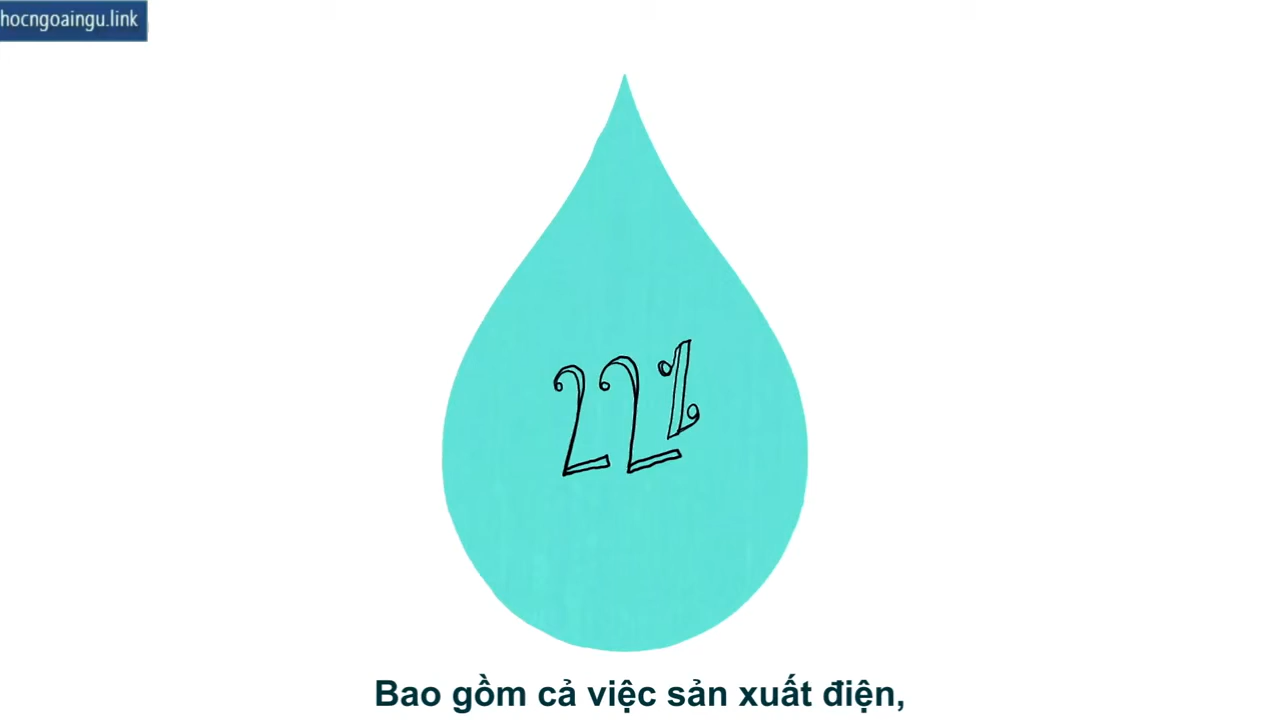 hocngoaingu.link
22%
Bao gồm cả việc sản xuất điện,